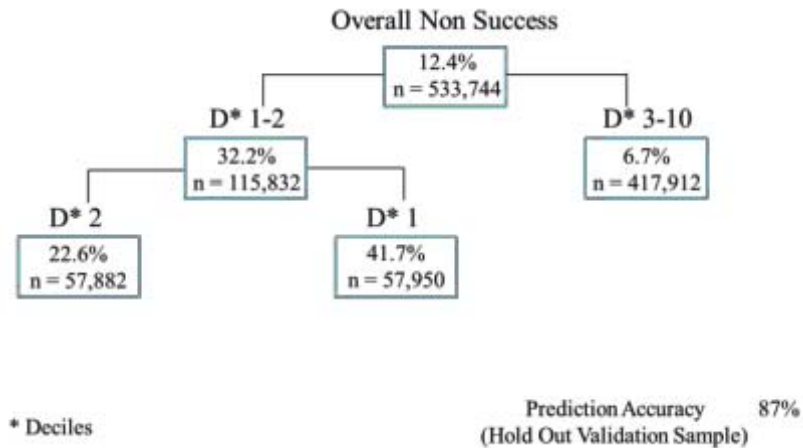 Overall Non Success
12.4%
n = 533,744
D* 1-2
D* 3-10
32.2%
n = 115,832
6.7%
n = 417,912
D* 2
D* 1
22.6%
n = 57,882
41.7%
n = 57,950
* Deciles
Prediction Accuracy 87%
(Hold Out Validation Sample)